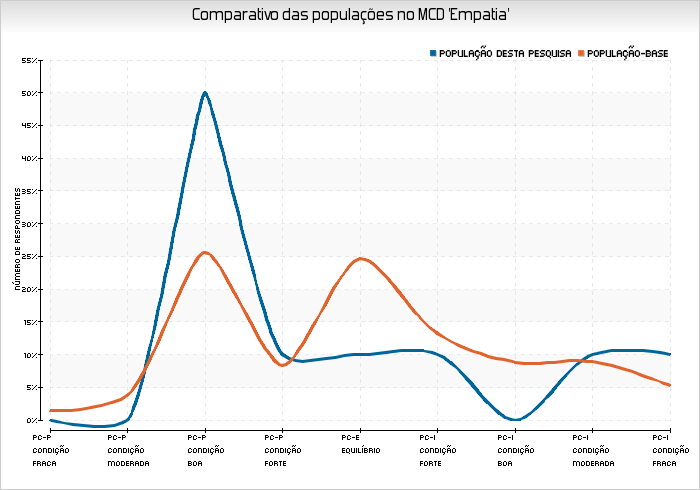 Comparativo das populações no MCD 'Empatia'
POPULAÇÃO DESTA PESQUISA POPULAÇÃO-BASE
55%
50%
45%
40%
35%
30%
25%
20%
15%
10%
5%
0%
NÚMERO DE RESPONDENTES
PC-P CONDIÇÃO FRACA
PC-P CONDIÇÃO MODERADA
PC-P CONDIÇÃO BOA
PC-P CONDIÇÃO FORTE
PC-E EQUILÍBRIO
PC-I CONDIÇÃO FORTE
PC-I CONDIÇÃO BOA
PC-I CONDIÇÃO MODERADA
PC-I CONDIÇÃO FRACA